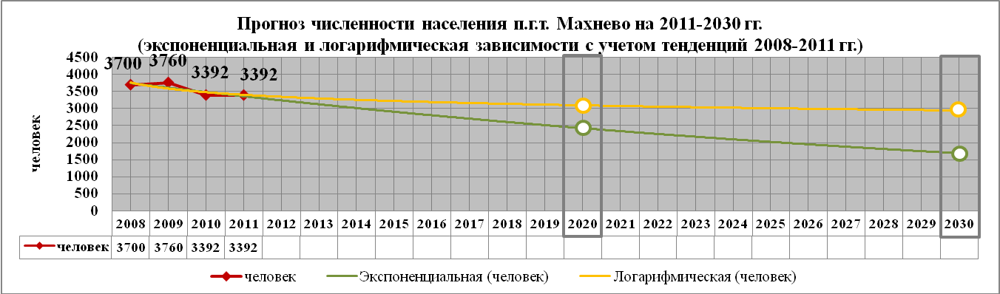 Прогноз численности населения п.г.т. Махнево на 2011-2030 гг.
(экспоненциальная и логарифмическая зависимости с учетом тенденций 2008-2011 гг.)
человек
4500
4000
3500
3000
2500
2000
1500
1000
500
0
3700 3760 3392 3392
2008 2009 2010 2011 2012 2013 2014 2015 2016 2017 2018 2019 2020 2021 2022 2023 2024 2025 2026 2027 2028 2029 2030
человек 3700 3760 3392 3392
человек Экспоненциальная (человек) Логарифмическая (человек)